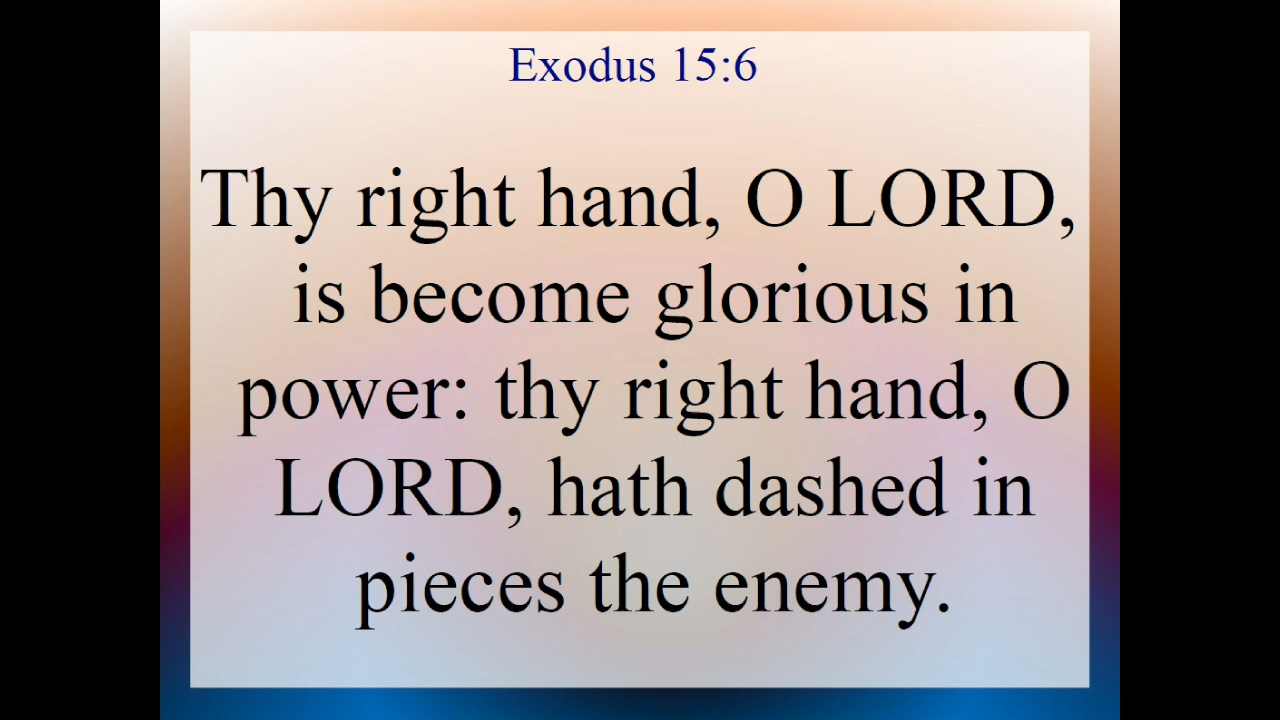 Exodus 15:6
Thy right hand, O LORD,
is become glorious in
power: thy right hand, O
LORD, hath dashed in
pieces the enemy.